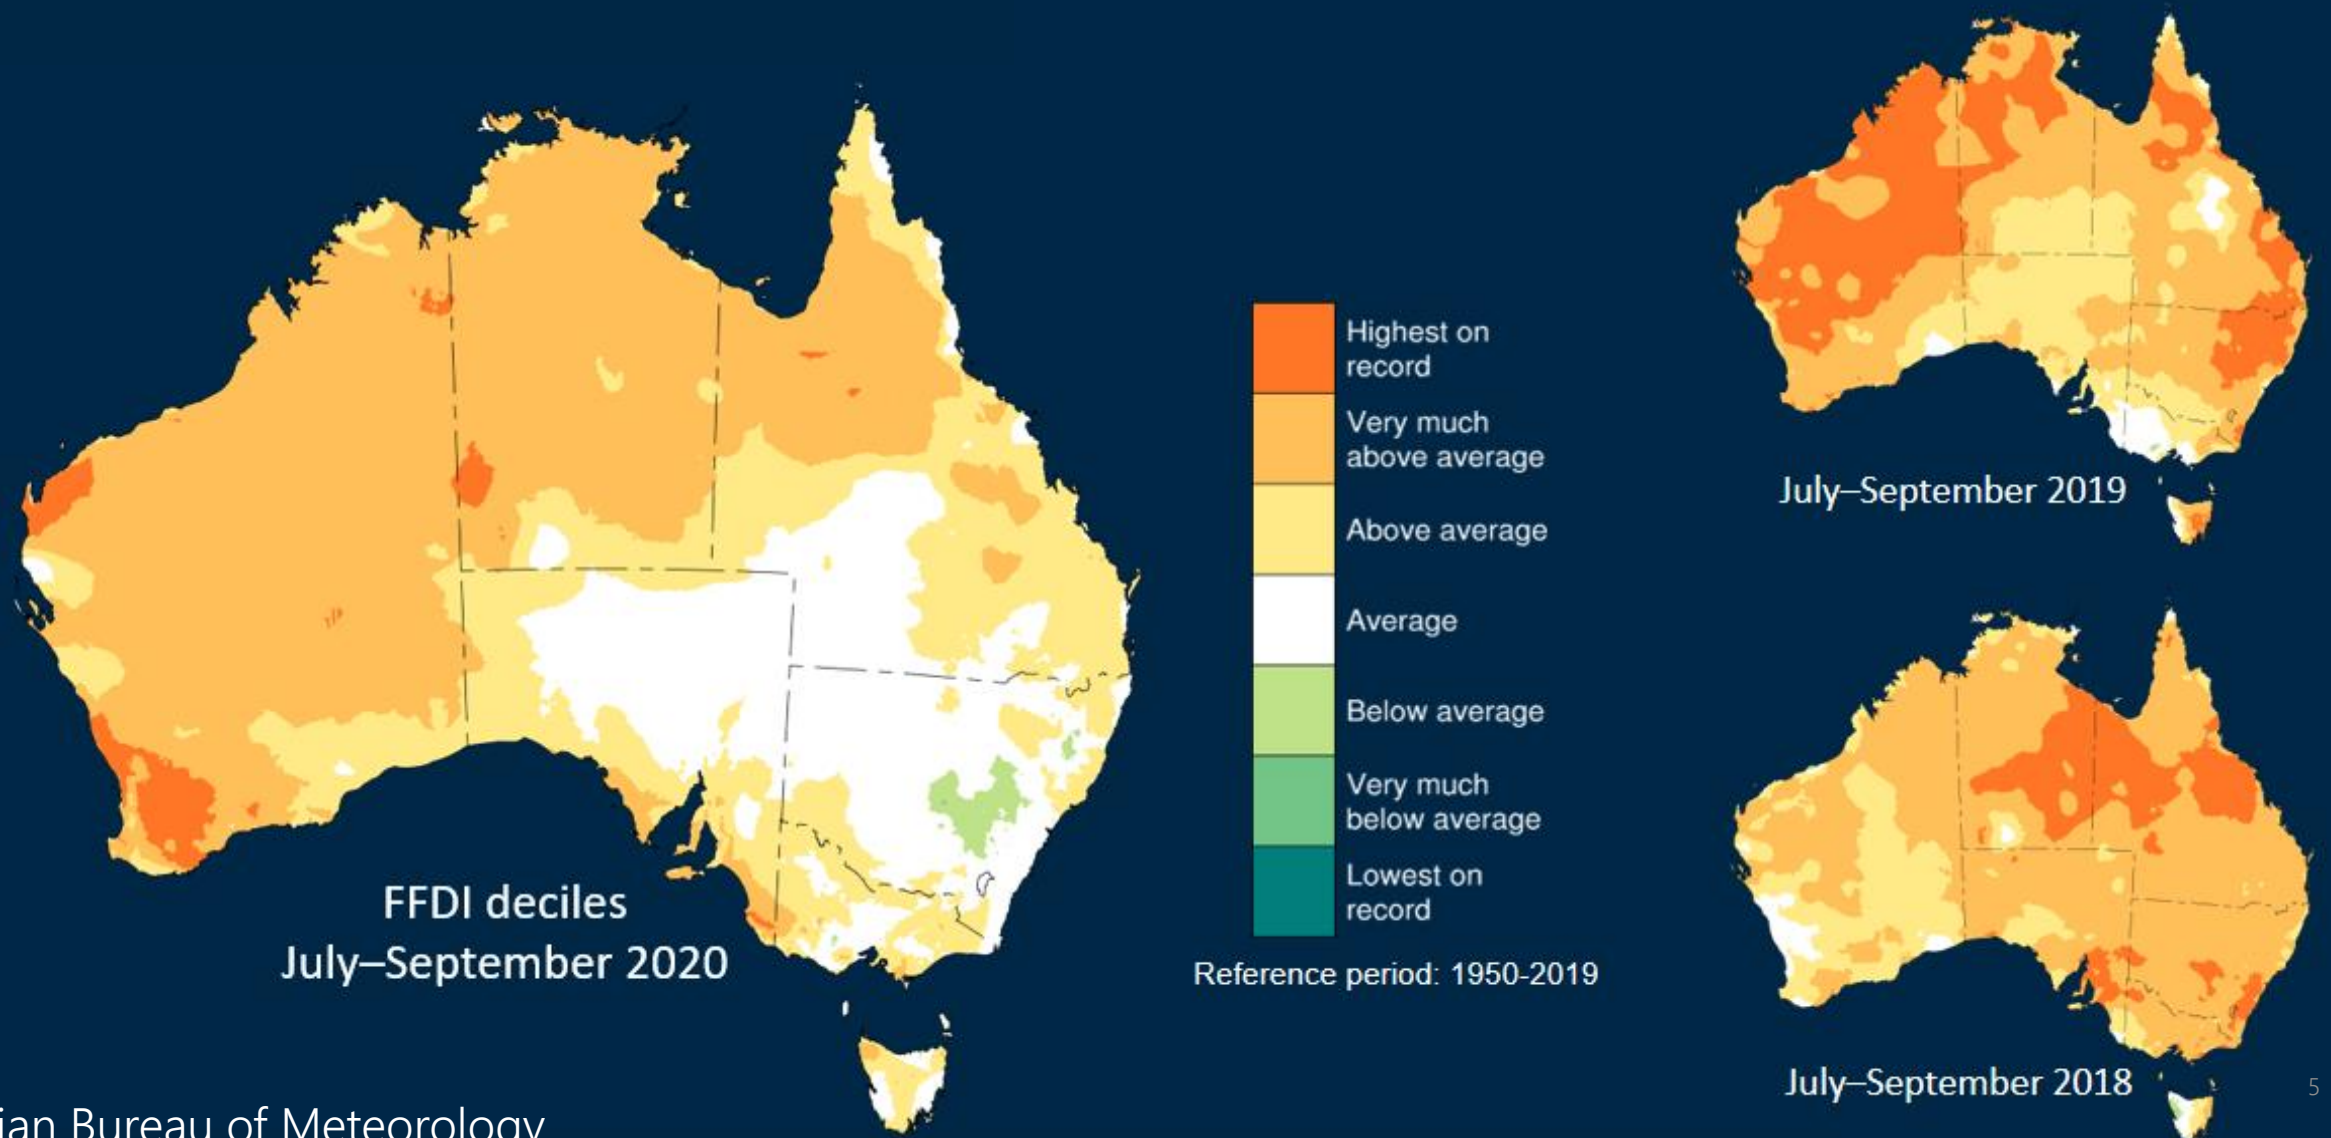 FFDI deciles
July–September 2020
Highest on
record
Very much
above average
Above average
Average
Below average
Very much
below average
Lowest on
record
Reference period: 1950-2019
July–September 2019
July–September 2018
5
ian Bureau of Meteorology